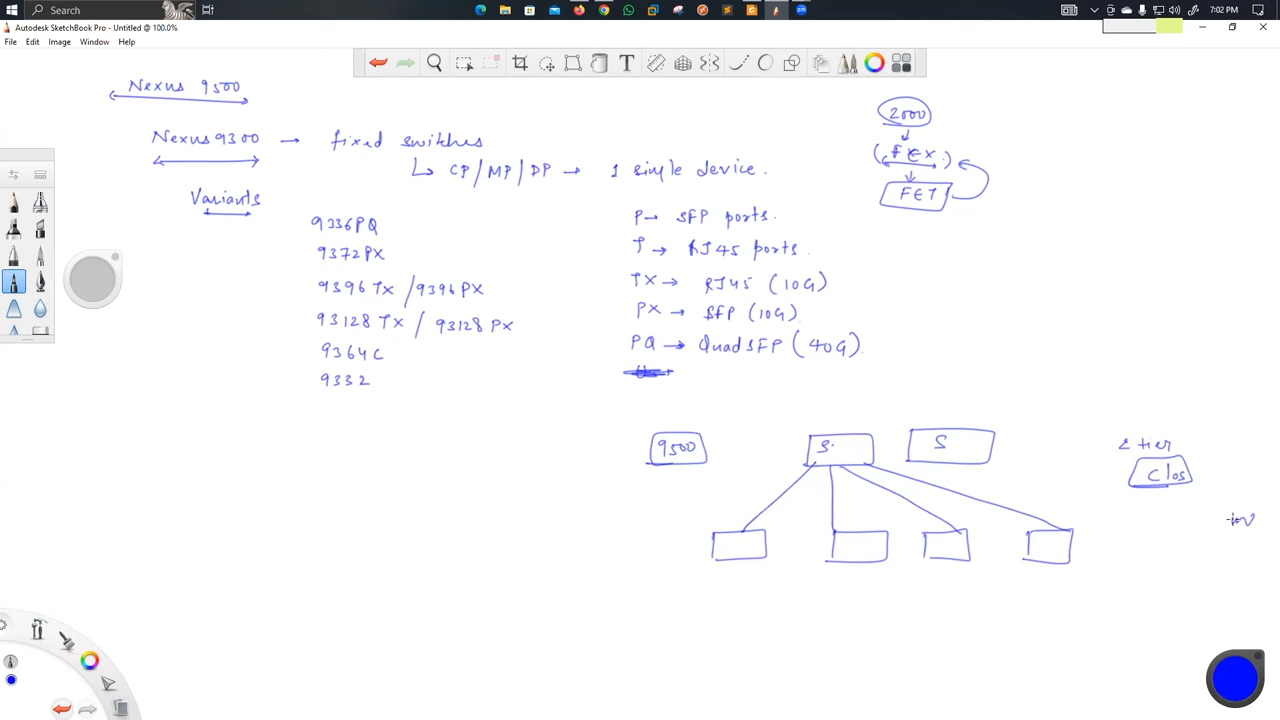 Search
7:02 PM
Autodesk SketchBook Pro - Untitled @ 100.0%
File Edit Image Window Help
Nexus 9500
Nexus 9300 → fixed switches
↳ CP/MP/DP → 1 single device.
Variants
9336PQ
9372PX
9396 TX / 9396 PX
93128 TX / 93128 PX
9364C
9332
P → SFP ports.
T → RJ45 ports.
TX → RJ45 (10G)
PX → SFP (10G).
PQ → QuadSFP (40G).
2000
(FEX)
FET
9500
S
S
2 tier
Clos